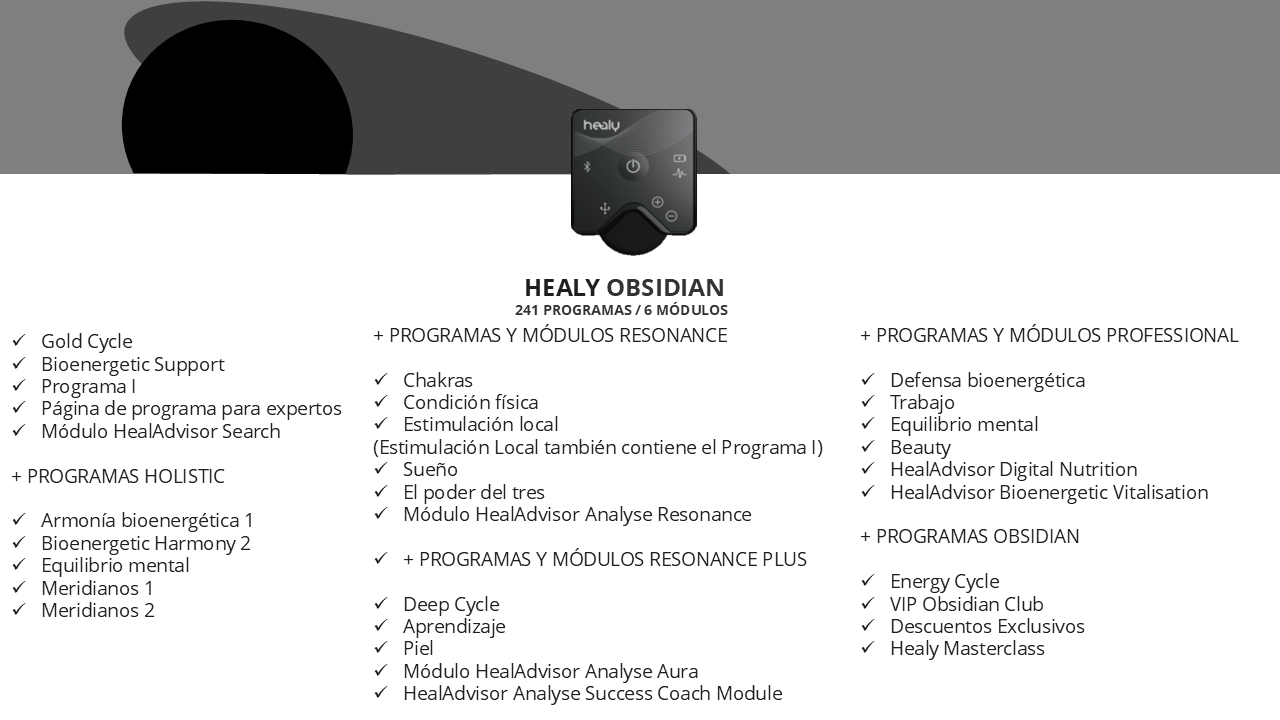 healy
HEALY OBSIDIAN
241 PROGRAMAS / 6 MÓDULOS
✓ Gold Cycle
✓ Bioenergetic Support
✓ Programa I
✓ Página de programa para expertos
✓ Módulo HealAdvisor Search
+ PROGRAMAS HOLISTIC
✓ Armonía bioenergética 1
✓ Bioenergetic Harmony 2
✓ Equilibrio mental
✓ Meridianos 1
✓ Meridianos 2
+ PROGRAMAS Y MÓDULOS RESONANCE
✓ Chakras
✓ Condición física
✓ Estimulación local
(Estimulación Local también contiene el Programa I)
✓ Sueño
✓ El poder del tres
✓ Módulo HealAdvisor Analyse Resonance
✓ + PROGRAMAS Y MÓDULOS RESONANCE PLUS
✓ Deep Cycle
✓ Aprendizaje
✓ Piel
✓ Módulo HealAdvisor Analyse Aura
✓ HealAdvisor Analyse Success Coach Module
+ PROGRAMAS Y MÓDULOS PROFESSIONAL
✓ Defensa bioenergética
✓ Trabajo
✓ Equilibrio mental
✓ Beauty
✓ HealAdvisor Digital Nutrition
✓ HealAdvisor Bioenergetic Vitalisation
+ PROGRAMAS OBSIDIAN
✓ Energy Cycle
✓ VIP Obsidian Club
✓ Descuentos Exclusivos
✓ Healy Masterclass